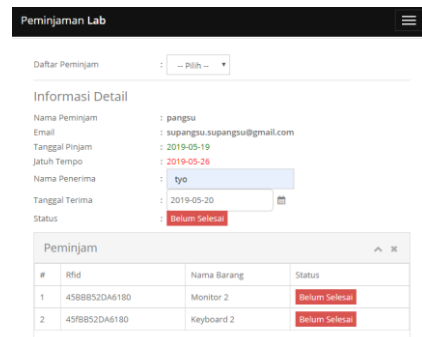 Peminjaman Lab
Daftar Peminjam : -- Pilih --
Informasi Detail
Nama Peminjam : pangsu
Email : supangsu.supangsu@gmail.com
Tanggal Pinjam : 2019-05-19
Jatuh Tempo : 2019-05-26
Nama Penerima : tyo
Tanggal Terima : 2019-05-20
Status : Belum Selesai
Peminjam
# Rfid Nama Barang Status
1 45BBB52DA6180 Monitor 2 Belum Selesai
2 45fBB52DA6180 Keyboard 2 Belum Selesai